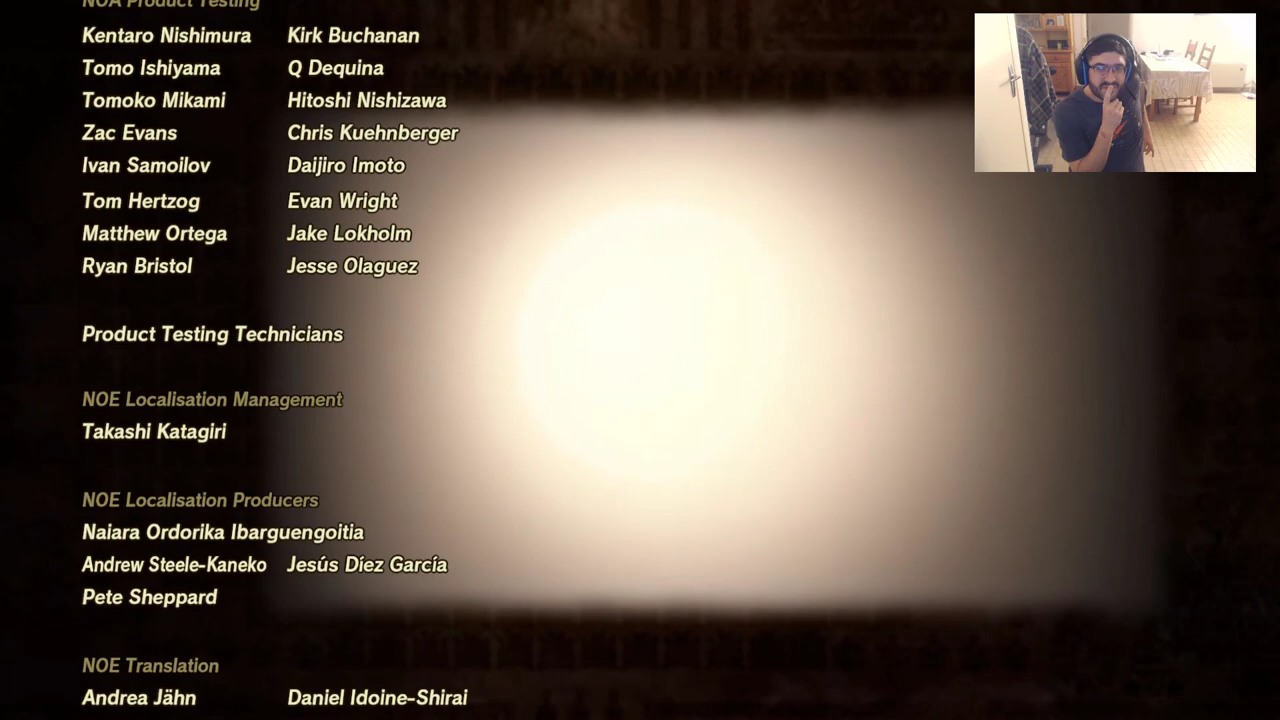 NOA Product Testing
Kentaro Nishimura Kirk Buchanan
Tomo Ishiyama Q Dequina
Tomoko Mikami Hitoshi Nishizawa
Zac Evans Chris Kuehnberger
Ivan Samoilov Daijiro Imoto
Tom Hertzog Evan Wright
Matthew Ortega Jake Lokholm
Ryan Bristol Jesse Olaguez
Product Testing Technicians
NOE Localisation Management
Takashi Katagiri
NOE Localisation Producers
Naiara Ordorika Ibarguengoitia
Andrew Steele-Kaneko Jesús Díez García
Pete Sheppard
NOE Translation
Andrea Jähn Daniel Idoine-Shirai